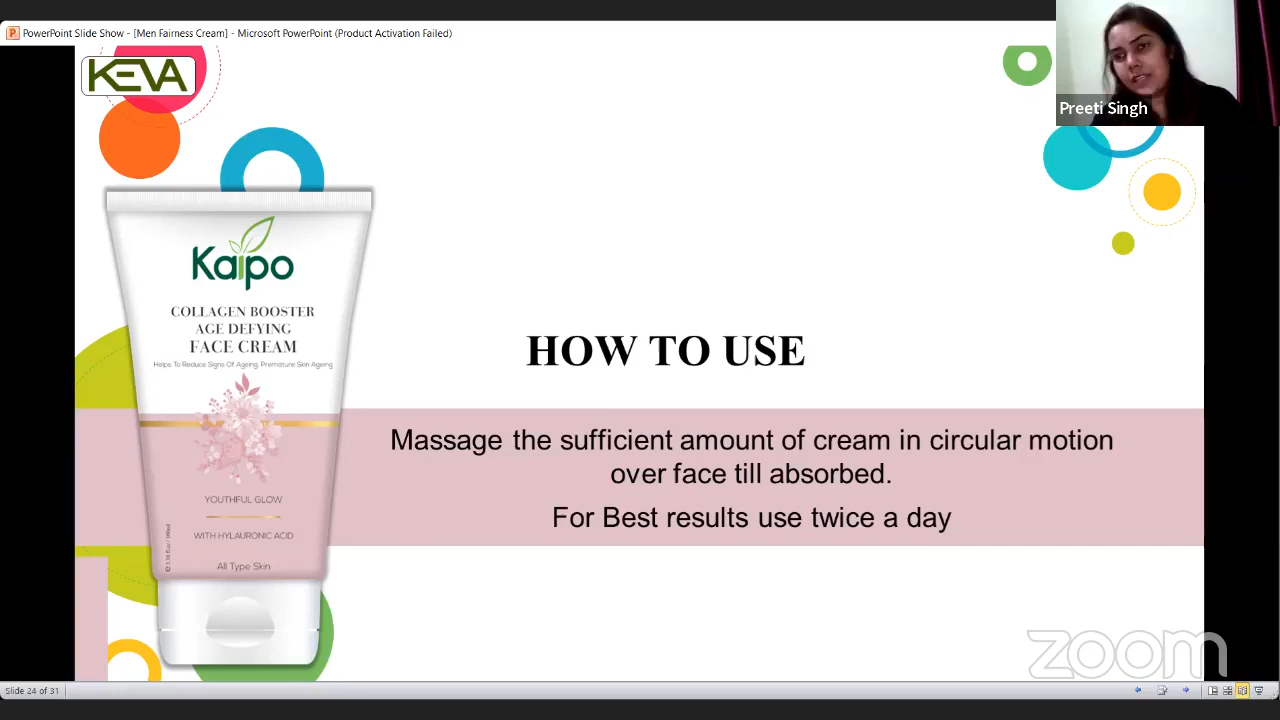 PowerPoint Slide Show - [Men Fairness Cream] - Microsoft PowerPoint (Product Activation Failed)
KEVA
Preeti Singh
Kaipo
COLLAGEN BOOSTER
AGE DEFYING
FACE CREAM
Helps To Reduce Signs Of Ageing, Premature Skin Ageing
YOUTHFUL GLOW
WITH HYLAURONIC ACID
All Type Skin
HOW TO USE
Massage the sufficient amount of cream in circular motion
over face till absorbed.
For Best results use twice a day
zoom
Slide 24 of 31